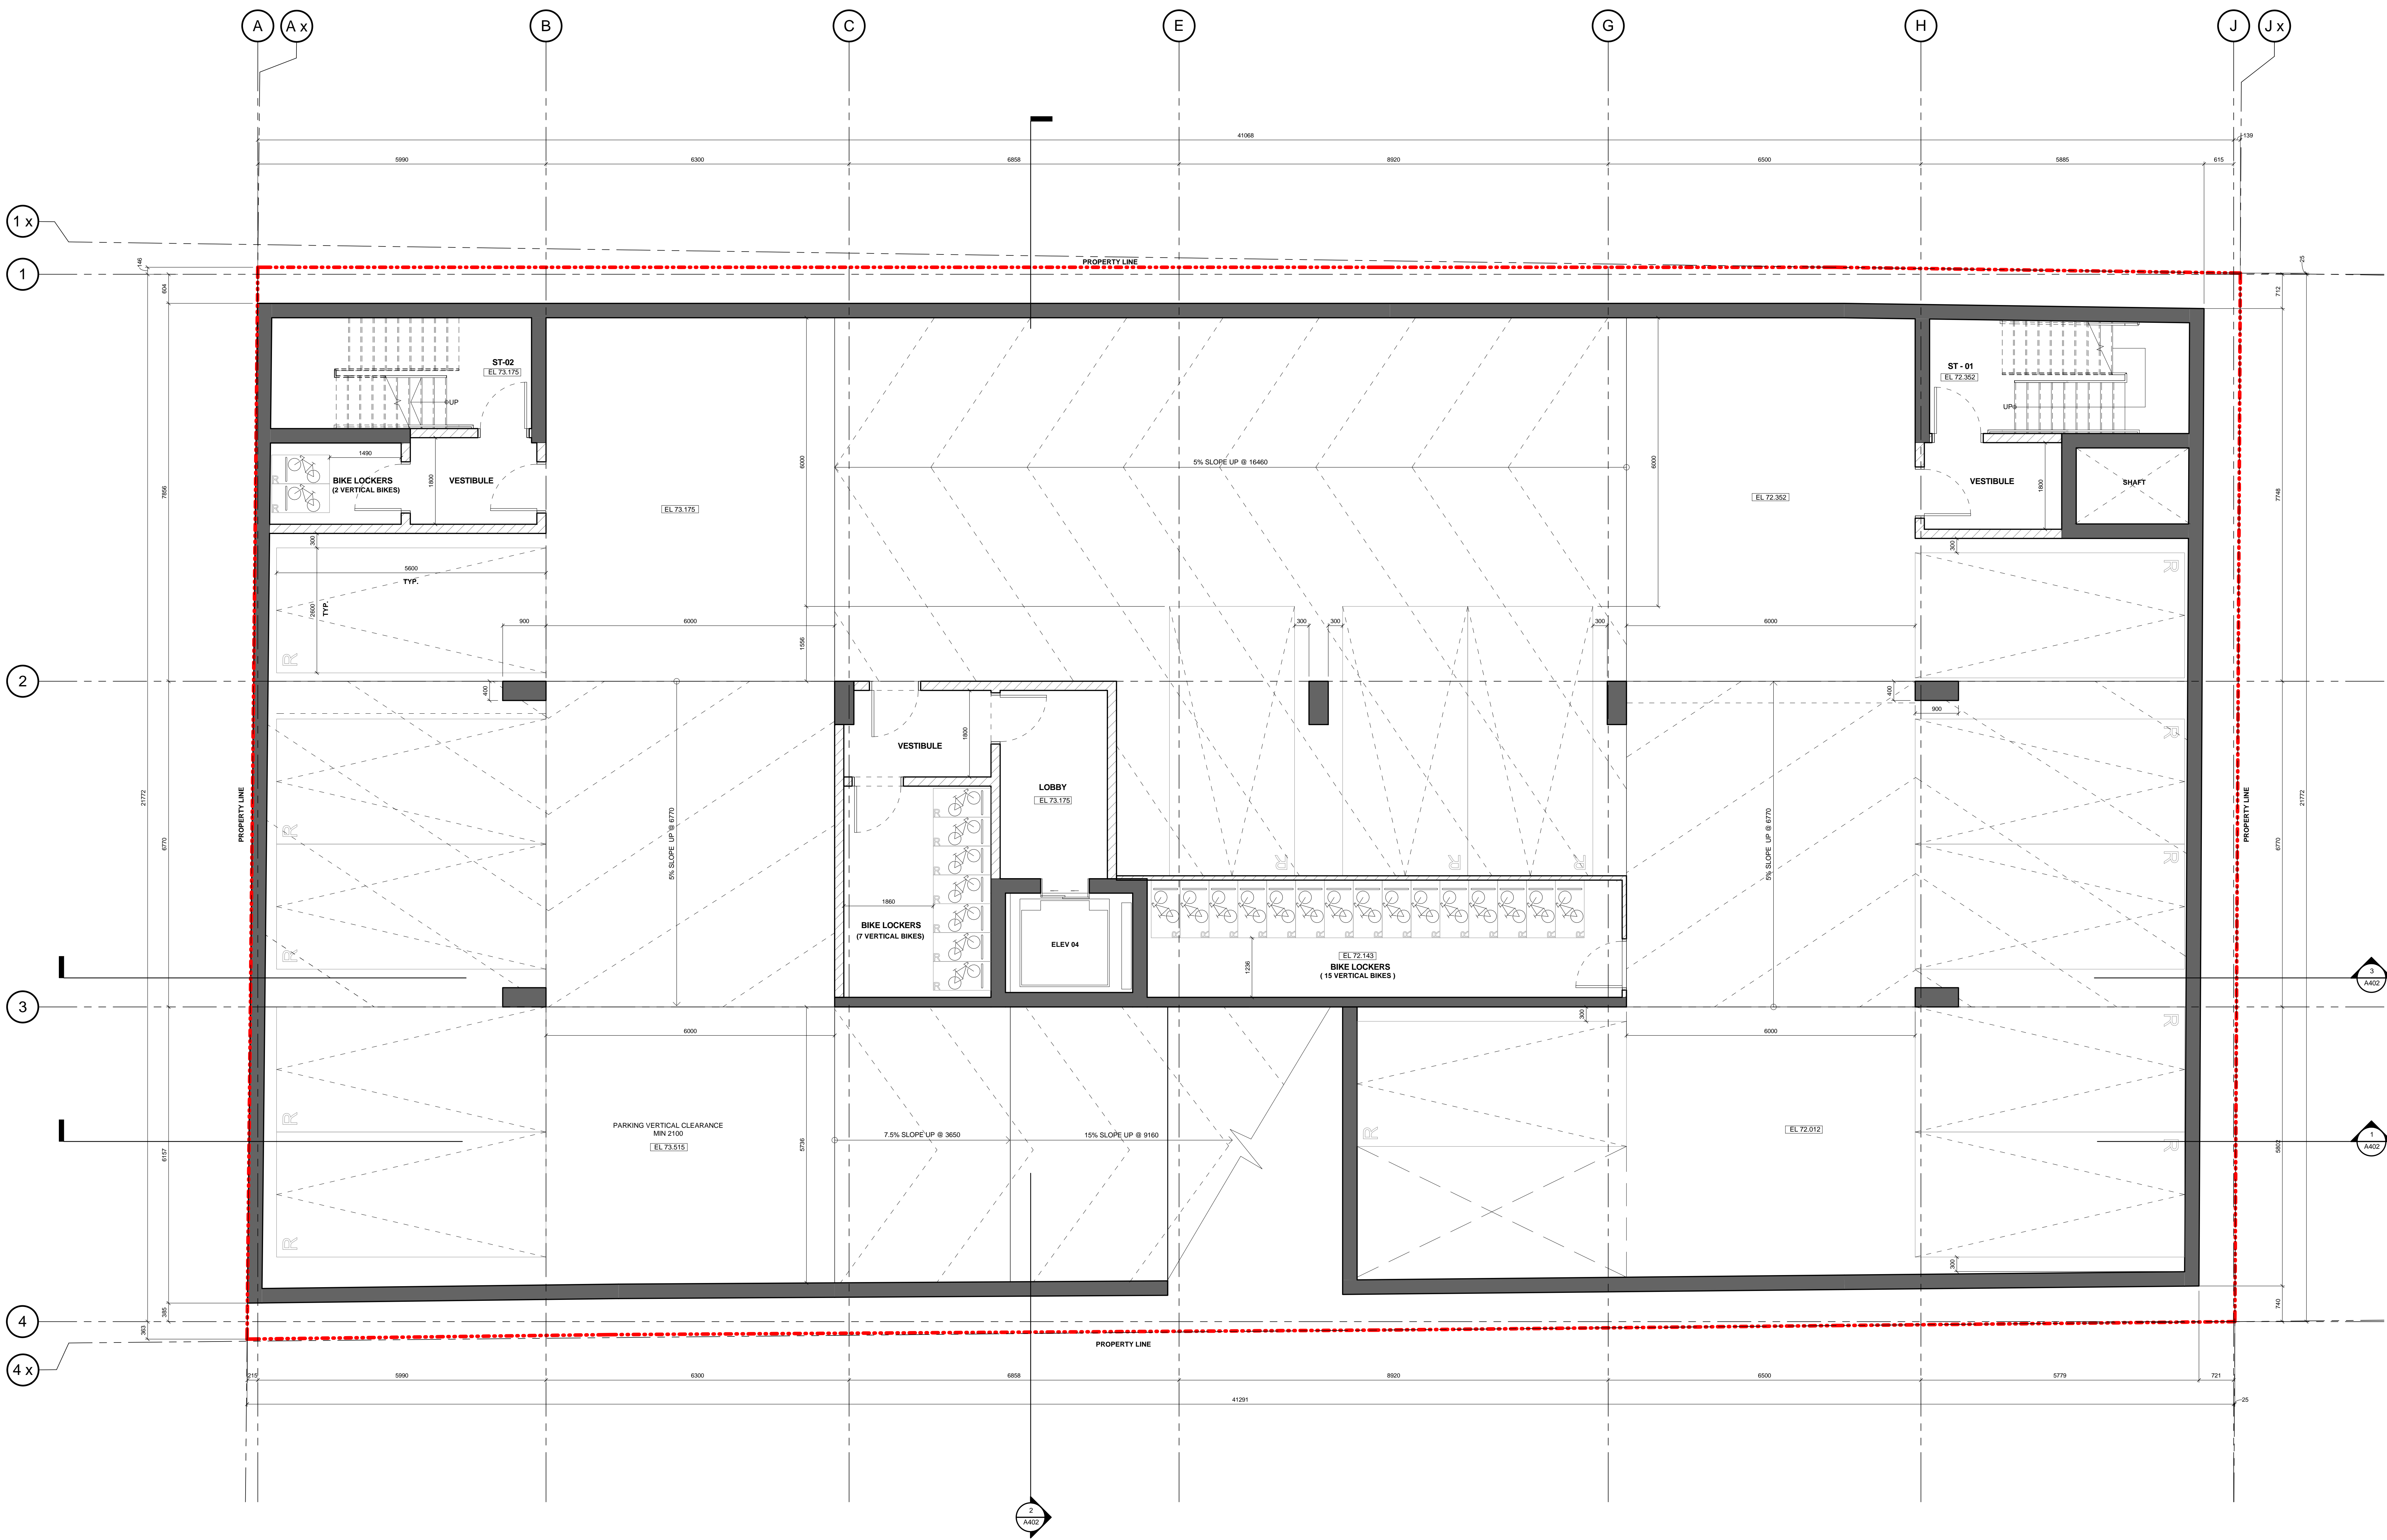 A
A x
B
C
E
G
H
J
J x
41068
139
5990
6300
6858
8920
6500
5885
615
1 x
1
146
604
25
712
PROPERTY LINE
ST-02
EL 73.175
UP
ST - 01
EL 72.352
UP
1490
BIKE LOCKERS
(2 VERTICAL BIKES)
R
R
1800
VESTIBULE
6000
5% SLOPE UP @ 16460
6000
VESTIBULE
1800
SHAFT
7856
7748
EL 73.175
EL 72.352
300
300
5600
TYP.
2800
TYP.
R
R
900
6000
1556
300
300
300
6000
2
400
400
900
R
VESTIBULE
1800
LOBBY
EL 73.175
PROPERTY LINE
21772
6770
R
R
5% SLOPE UP @ 6770
R
R
R
R
R
R
R
R
R
R
5% SLOPE UP @ 6770
R
6770
21772
PROPERTY LINE
1860
BIKE LOCKERS
(7 VERTICAL BIKES)
ELEV 04
R R R R R R R R R R R R R R R
1236
EL 72.143
BIKE LOCKERS
( 15 VERTICAL BIKES )
3
A402
3
6000
300
6000
R
R
PARKING VERTICAL CLEARANCE
MIN 2100
EL 73.515
5736
7.5% SLOPE UP @ 3650
15% SLOPE UP @ 9160
R
EL 72.012
R
1
A402
6157
5802
R
300
4
385
363
740
4 x
PROPERTY LINE
215
5990
6300
6858
8920
6500
5779
721
41291
25
2
A402